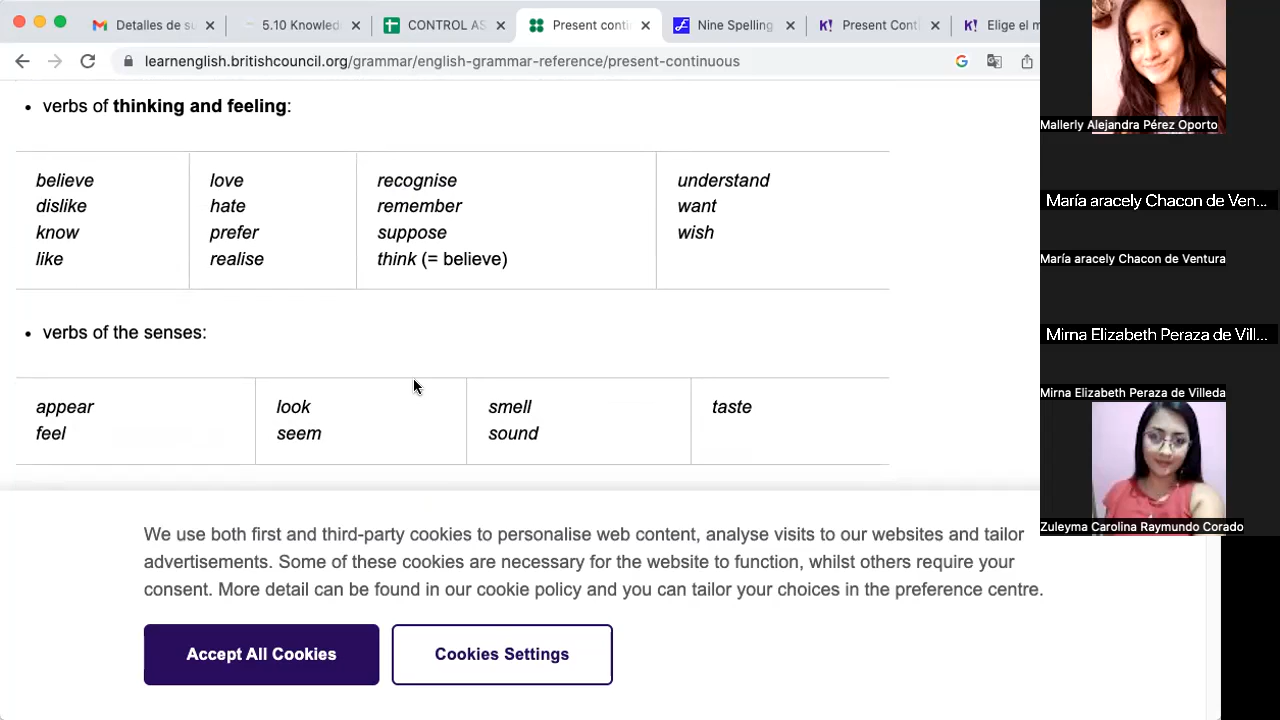 Detalles de su
5.10 Knowled
CONTROL AS
Present conti
Nine Spelling
Present Conti
Elige el m
learnenglish.britishcouncil.org/grammar/english-grammar-reference/present-continuous
• verbs of thinking and feeling:
believe love recognise understand
dislike hate remember want
know prefer suppose wish
like realise think (= believe)
• verbs of the senses:
appear look smell taste
feel seem sound
We use both first and third-party cookies to personalise web content, analyse visits to our websites and tailor
advertisements. Some of these cookies are necessary for the website to function, whilst others require your
consent. More detail can be found in our cookie policy and you can tailor your choices in the preference centre.
Accept All Cookies
Cookies Settings
Mallerly Alejandra Pérez Oporto
María aracely Chacon de Ven...
María aracely Chacon de Ventura
Mirna Elizabeth Peraza de Vill...
Mirna Elizabeth Peraza de Villeda
Zuleyma Carolina Raymundo Corado